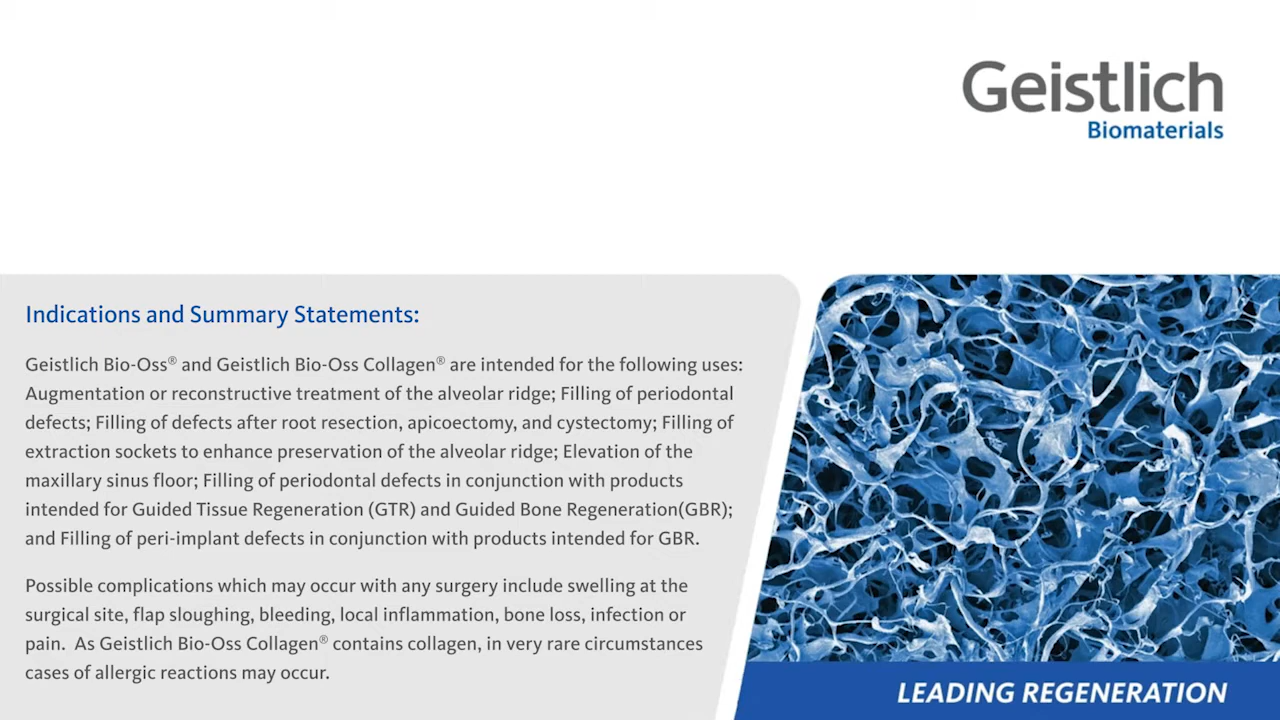 Geistlich
Biomaterials
Indications and Summary Statements:
Geistlich Bio-Oss® and Geistlich Bio-Oss Collagen® are intended for the following uses:
Augmentation or reconstructive treatment of the alveolar ridge; Filling of periodontal
defects; Filling of defects after root resection, apicoectomy, and cystectomy; Filling of
extraction sockets to enhance preservation of the alveolar ridge; Elevation of the
maxillary sinus floor; Filling of periodontal defects in conjunction with products
intended for Guided Tissue Regeneration (GTR) and Guided Bone Regeneration(GBR);
and Filling of peri-implant defects in conjunction with products intended for GBR.
Possible complications which may occur with any surgery include swelling at the
surgical site, flap sloughing, bleeding, local inflammation, bone loss, infection or
pain.  As Geistlich Bio-Oss Collagen® contains collagen, in very rare circumstances
cases of allergic reactions may occur.
LEADING REGENERATION